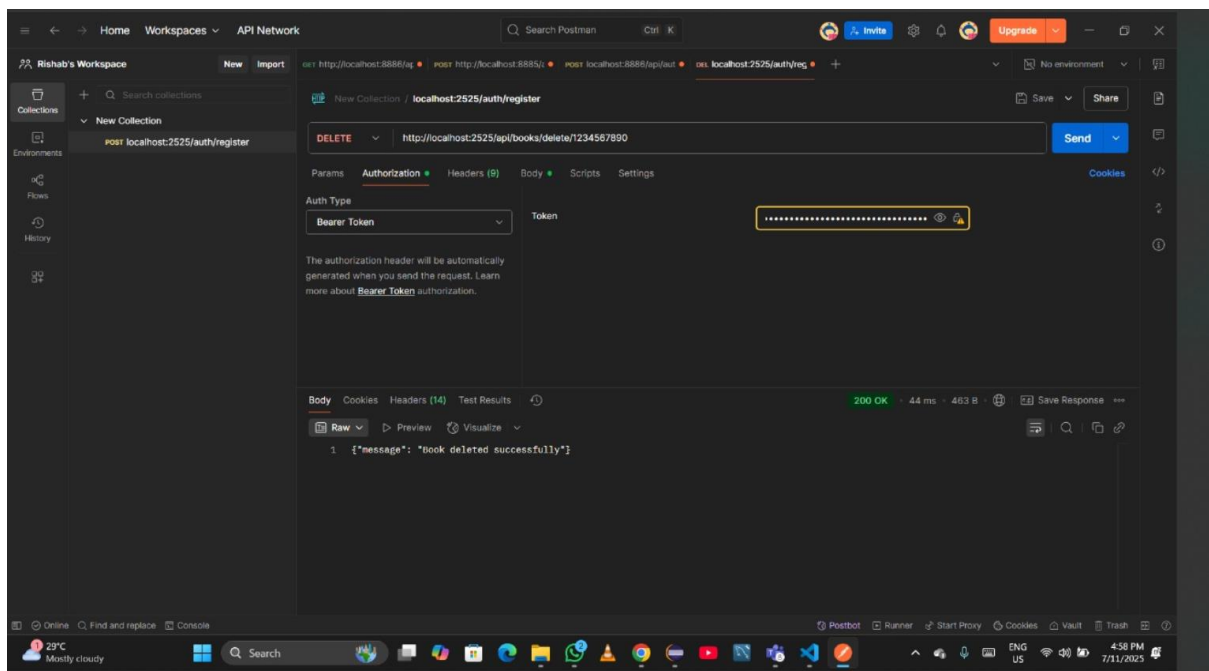 Home Workspaces API Network
Search Postman Ctrl K
Invite
Upgrade
Rishab's Workspace New Import
GET http://localhost:8886/ap POST http://localhost:8885/ POST localhost:8886/api/aut DEL localhost:2525/auth/reg
No environment
Collections
Search collections
New Collection
POST localhost:2525/auth/register
Environments
Flows
History
New Collection / localhost:2525/auth/register
Save Share
DELETE http://localhost:2525/api/books/delete/1234567890 Send
Params Authorization Headers (9) Body Scripts Settings Cookies
Auth Type
Bearer Token
Token
The authorization header will be automatically
generated when you send the request. Learn
more about Bearer Token authorization.
Body Cookies Headers (14) Test Results 200 OK 44 ms 463 B Save Response
Raw Preview Visualize
1 {"message": "Book deleted successfully"}
Online Find and replace Console Postbot Runner Start Proxy Cookies Vault Trash
1
29°C
Mostly cloudy
Search
2
ENG
US
4:58 PM
7/11/2025